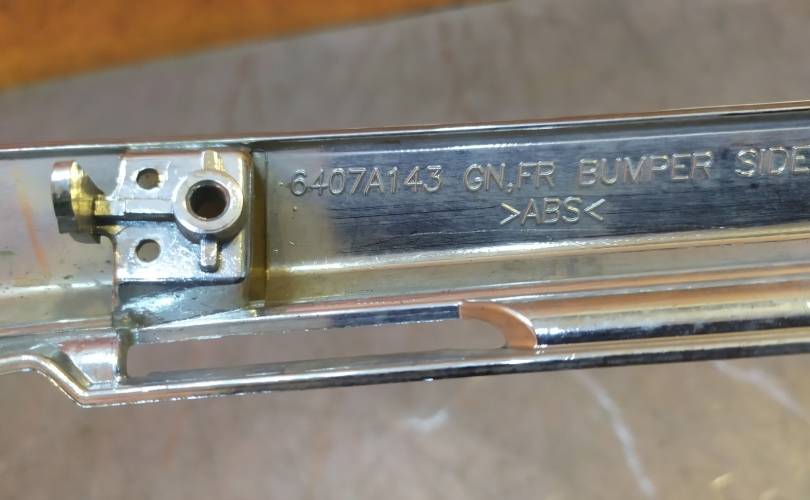 6407A143 GN,FR BUMPER SIDE
>ABS<